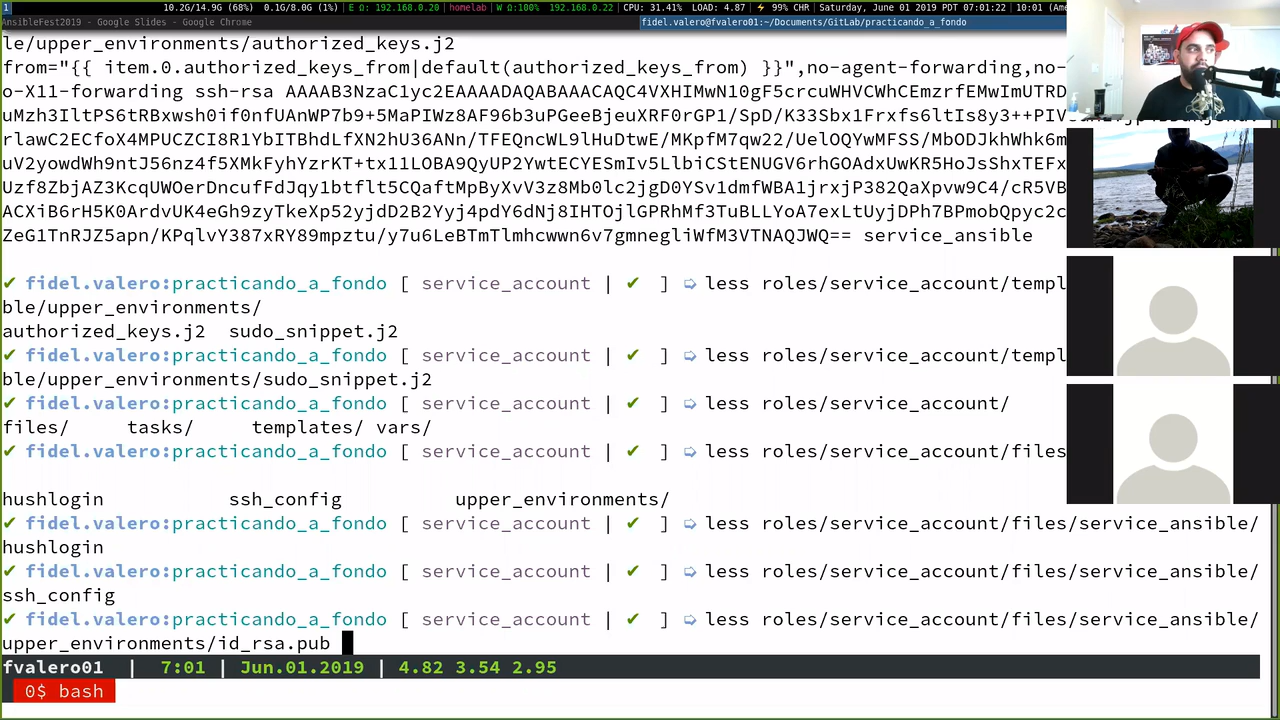 1 10.2G/14.9G (68%) | 0.1G/8.0G (1%) | E Ω: 192.168.0.20 | homelab | W Ω:100% 192.168.0.22 | CPU: 31.41% LOAD: 4.87 | ⚡ 99% CHR | Saturday, June 01 2019 PDT 07:01:22 | 10:01 (Ame
AnsibleFest2019 - Google Slides - Google Chrome fidel.valero@fvalero01:~/Documents/GitLab/practicando_a_fondo
le/upper_environments/authorized_keys.j2
from="{{ item.0.authorized_keys_from|default(authorized_keys_from) }}",no-agent-forwarding,no-
o-X11-forwarding ssh-rsa AAAAB3NzaC1yc2EAAAADAQABAAACAQC4VXHIMwN10gF5crcuWHVCWhCEmzrfEMwImUTRD
uMzh3IltPS6tRBxwsh0if0nfUAnWP7b9+5MaPIWz8AF96b3uPGeeBjeuXRF0rGP1/SpD/K33Sbx1Frxfs6ltIs8y3++PIV
rlawC2ECfoX4MPUCZCI8R1YbITBhdLfXN2hU36ANn/TFEQncWL9lHuDtwE/MKpfM7qw22/UelOQYwMFSS/MbODJkhWhk6m
uV2yowdWh9ntJ56nz4f5XMkFyhYzrKT+tx11LOBA9QyUP2YwtECYESmIv5LlbiCStENUGV6rhGOAdxUwKR5HoJsShxTEFx
Uzf8ZbjAZ3KcqUWOerDncufFdJqy1btflt5CQaftMpByXvV3z8Mb0lc2jgD0YSv1dmfWBA1jrxjP382QaXpvw9C4/cR5VB
ACXiB6rH5K0ArdvUK4eGh9zyTkeXp52yjdD2B2Yyj4pdY6dNj8IHTOjlGPRhMf3TuBLLYoA7exLtUyjDPh7BPmobQpyc2c
ZeG1TnRJZ5apn/KPqlvY387xRY89mpztu/y7u6LeBTmTlmhcwwn6v7gmnegliWfM3VTNAQJWQ== service_ansible
✔ fidel.valero:practicando_a_fondo [ service_account | ✔ ] ➭ less roles/service_account/templ
ble/upper_environments/
authorized_keys.j2 sudo_snippet.j2
✔ fidel.valero:practicando_a_fondo [ service_account | ✔ ] ➭ less roles/service_account/templ
ble/upper_environments/sudo_snippet.j2
✔ fidel.valero:practicando_a_fondo [ service_account | ✔ ] ➭ less roles/service_account/
files/ tasks/ templates/ vars/
✔ fidel.valero:practicando_a_fondo [ service_account | ✔ ] ➭ less roles/service_account/files
hushlogin ssh_config upper_environments/
✔ fidel.valero:practicando_a_fondo [ service_account | ✔ ] ➭ less roles/service_account/files/service_ansible/
hushlogin
✔ fidel.valero:practicando_a_fondo [ service_account | ✔ ] ➭ less roles/service_account/files/service_ansible/
ssh_config
✔ fidel.valero:practicando_a_fondo [ service_account | ✔ ] ➭ less roles/service_account/files/service_ansible/
upper_environments/id_rsa.pub
fvalero01 | 7:01 | Jun.01.2019 | 4.82 3.54 2.95
0$ bash